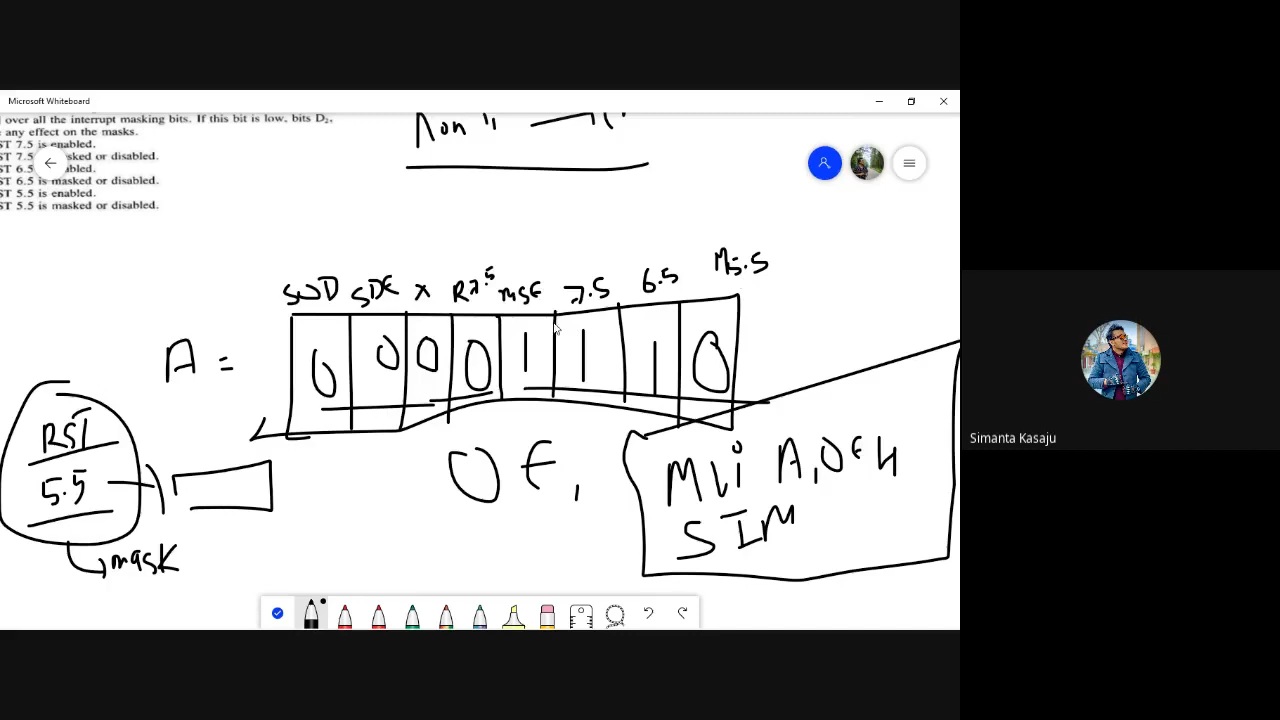 Microsoft Whiteboard
over all the interrupt masking bits. If this bit is low, bits D2,
any effect on the masks.
ST 7.5 is enabled.
ST 7.5 sked or disabled.
ST 6.5 bled.
ST 6.5 is masked or disabled.
ST 5.5 is enabled.
ST 5.5 is masked or disabled.
SOD SDE X R7.5 MSE 7.5 6.5 M5.5
A = 0 0 0 0 1 1 1 0
RST
5.5
mask
0E,
MVI A,0EH
SIM
Simanta Kasaju